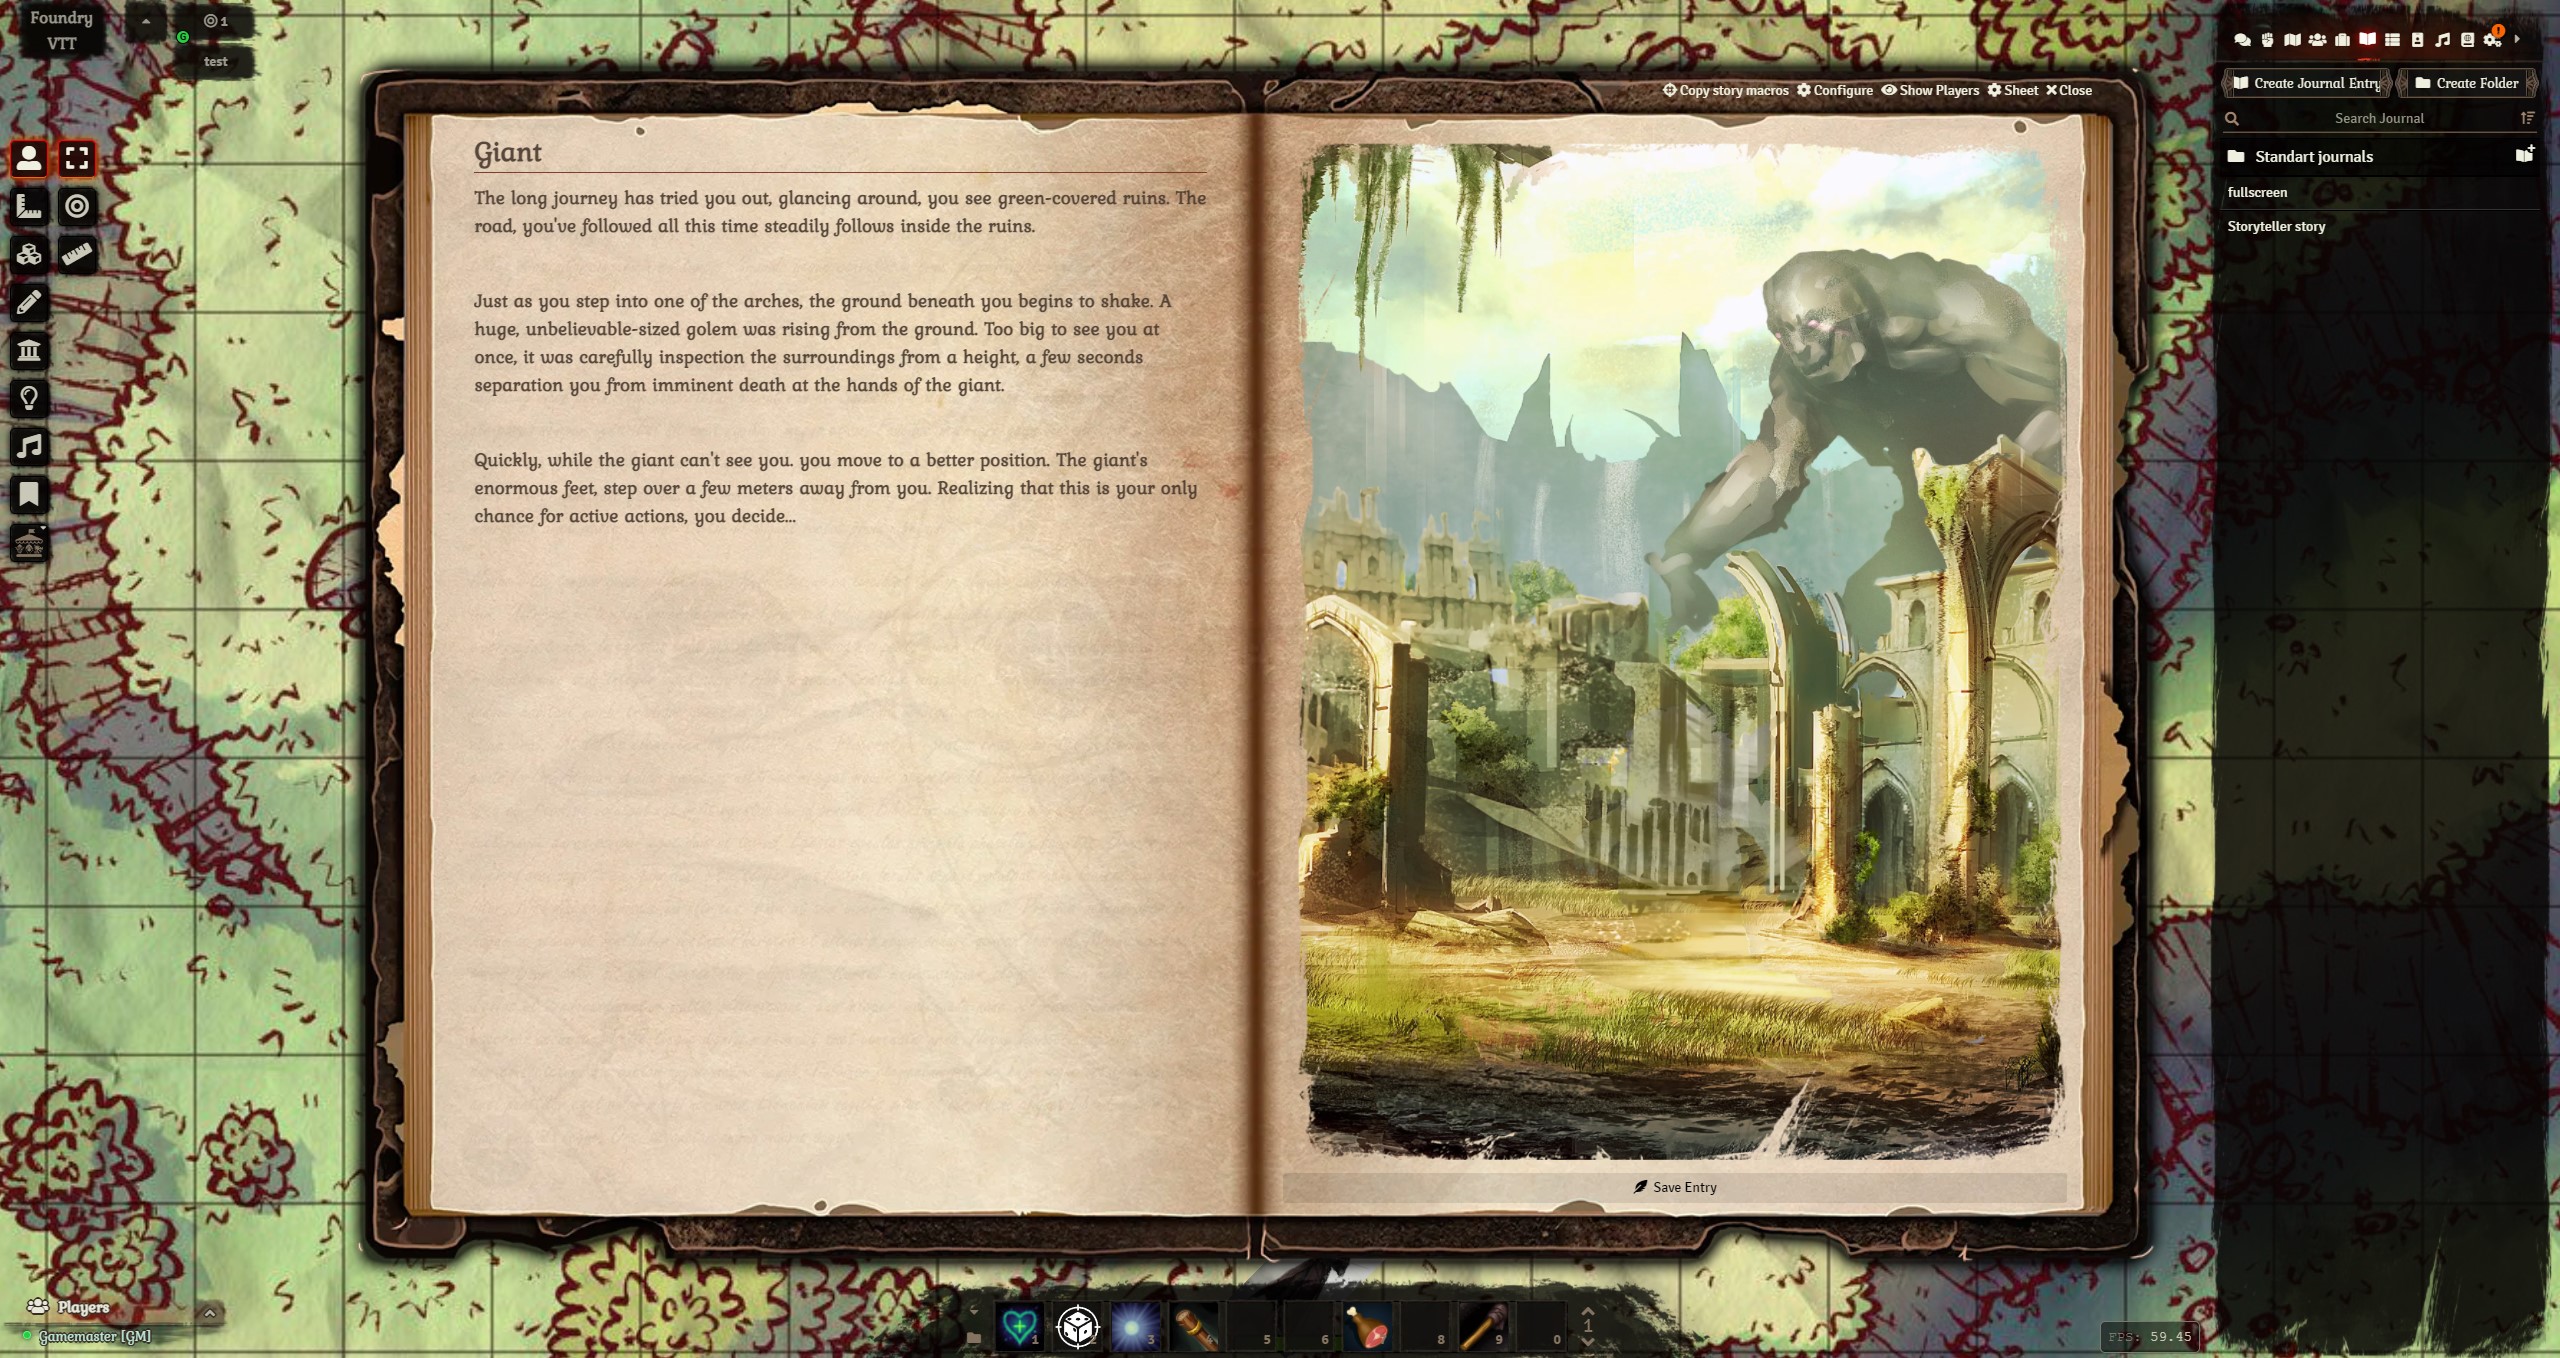 Foundry
VTT
1
test
G
Copy story macros Configure Show Players Sheet Close
Create Journal Entry Create Folder
Search Journal
Standart journals
fullscreen
Storyteller story
Giant
The long journey has tried you out, glancing around, you see green-covered ruins. The
road, you've followed all this time steadily follows inside the ruins.
Just as you step into one of the arches, the ground beneath you begins to shake. A
huge, unbelievable-sized golem was rising from the ground. Too big to see you at
once, it was carefully inspection the surroundings from a height, a few seconds
separation you from imminent death at the hands of the giant.
Quickly, while the giant can't see you. you move to a better position. The giant's
enormous feet, step over a few meters away from you. Realizing that this is your only
chance for active actions, you decide...
Save Entry
Players
Gamemaster [GM]
1 3 5 6 8 9 0
1
FPS: 59.45